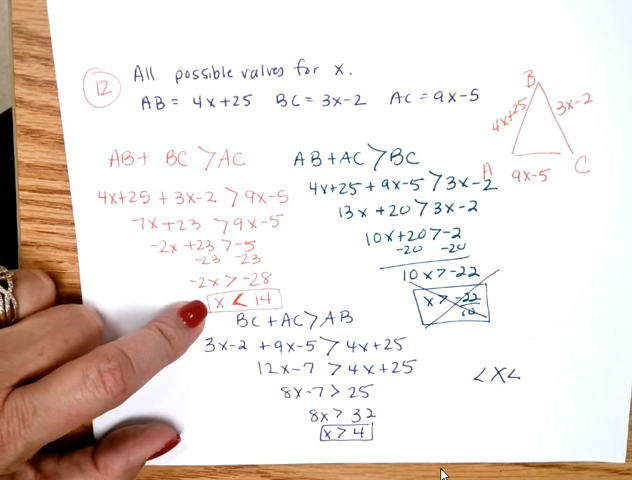 12 All possible values for x.
AB = 4x+25 BC = 3x-2 AC = 9x-5
B
4x+25 3x-2
A C
9x-5
AB + BC > AC
4x+25 + 3x-2 > 9x-5
7x+23 > 9x-5
-2x +23 > -5
-23 -23
-2x > -28
x < 14
AB+AC > BC
4x+25 + 9x-5 > 3x-2
13x +20 > 3x-2
10x+20 > -2
-20 -20
10x > -22
x > -22/10
BC + AC > AB
3x-2 + 9x-5 > 4x+25
12x-7 > 4x+25
8x-7 > 25
8x > 32
x > 4
< x <